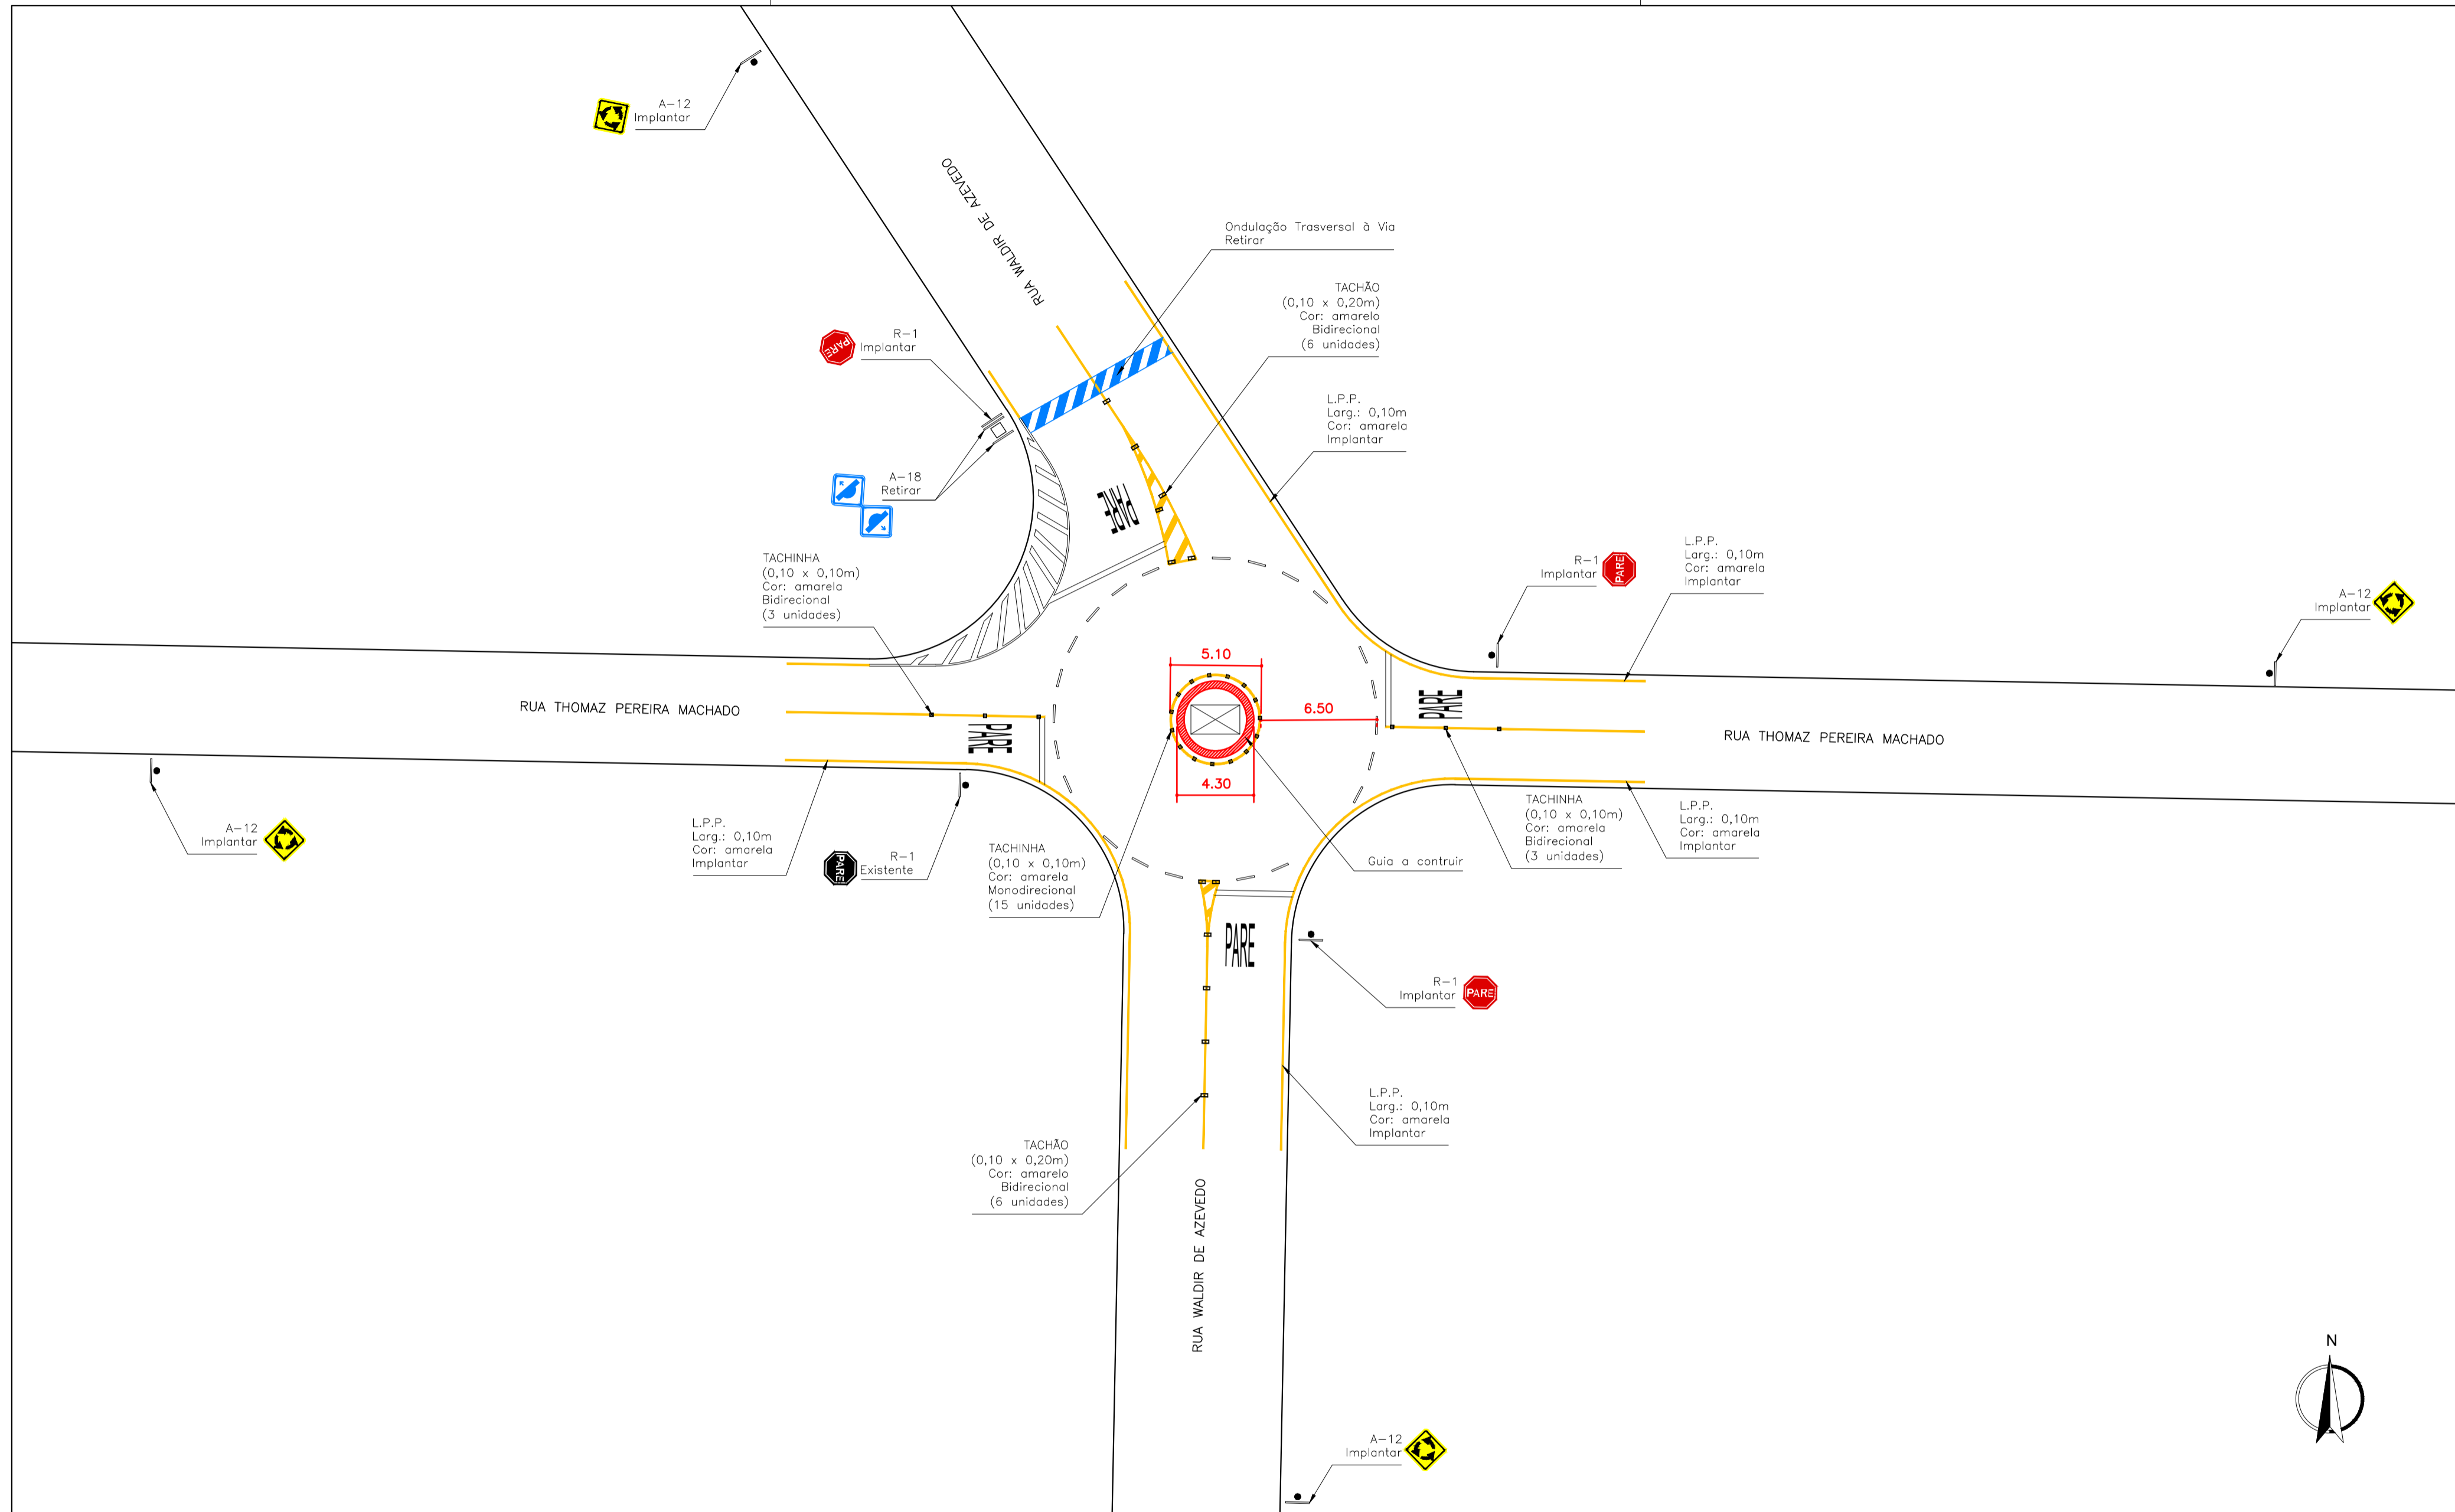 A-12
Implantar
RUA WALDIR DE AZEVEDO
Ondulação Trasversal à Via
Retirar
TACHÃO
(0,10 x 0,20m)
Cor: amarelo
Bidirecional
(6 unidades)
R-1
Implantar
PARE
L.P.P.
Larg.: 0,10m
Cor: amarela
Implantar
A-18
Retirar
PARE
TACHINHA
(0,10 x 0,10m)
Cor: amarela
Bidirecional
(3 unidades)
R-1
Implantar
PARE
L.P.P.
Larg.: 0,10m
Cor: amarela
Implantar
A-12
Implantar
5.10
6.50
4.30
RUA THOMAZ PEREIRA MACHADO
PARE
PARE
RUA THOMAZ PEREIRA MACHADO
A-12
Implantar
L.P.P.
Larg.: 0,10m
Cor: amarela
Implantar
PARE
R-1
Existente
TACHINHA
(0,10 x 0,10m)
Cor: amarela
Monodirecional
(15 unidades)
Guia a contruir
TACHINHA
(0,10 x 0,10m)
Cor: amarela
Bidirecional
(3 unidades)
L.P.P.
Larg.: 0,10m
Cor: amarela
Implantar
PARE
R-1
Implantar
PARE
L.P.P.
Larg.: 0,10m
Cor: amarela
Implantar
TACHÃO
(0,10 x 0,20m)
Cor: amarelo
Bidirecional
(6 unidades)
RUA WALDIR DE AZEVEDO
A-12
Implantar
N